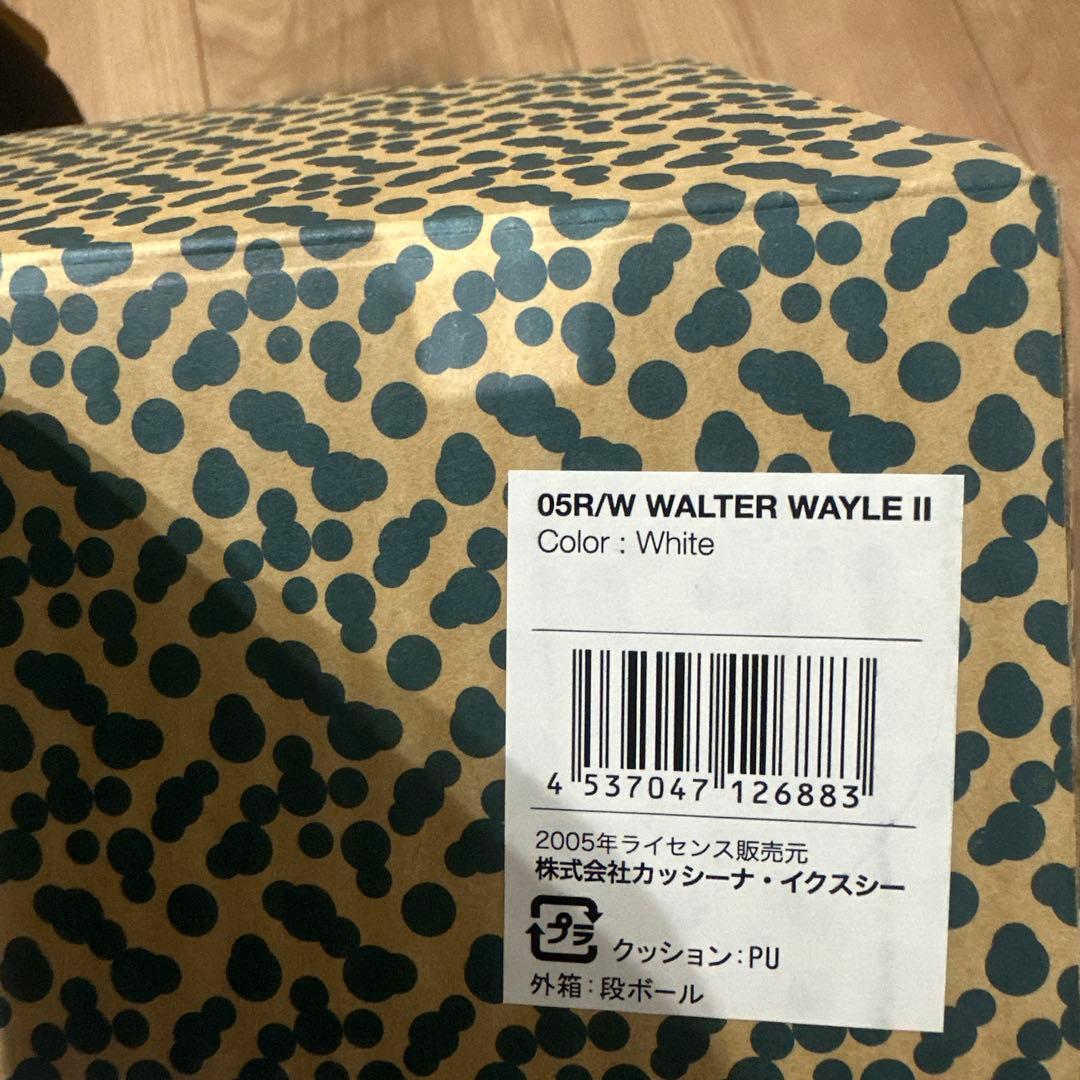 05R/W WALTER WAYLE II
Color : White
4 537047 126883
2005年ライセンス販売元
株式会社カッシーナ・イクスシー
プラ クッション:PU
外箱:段ボール